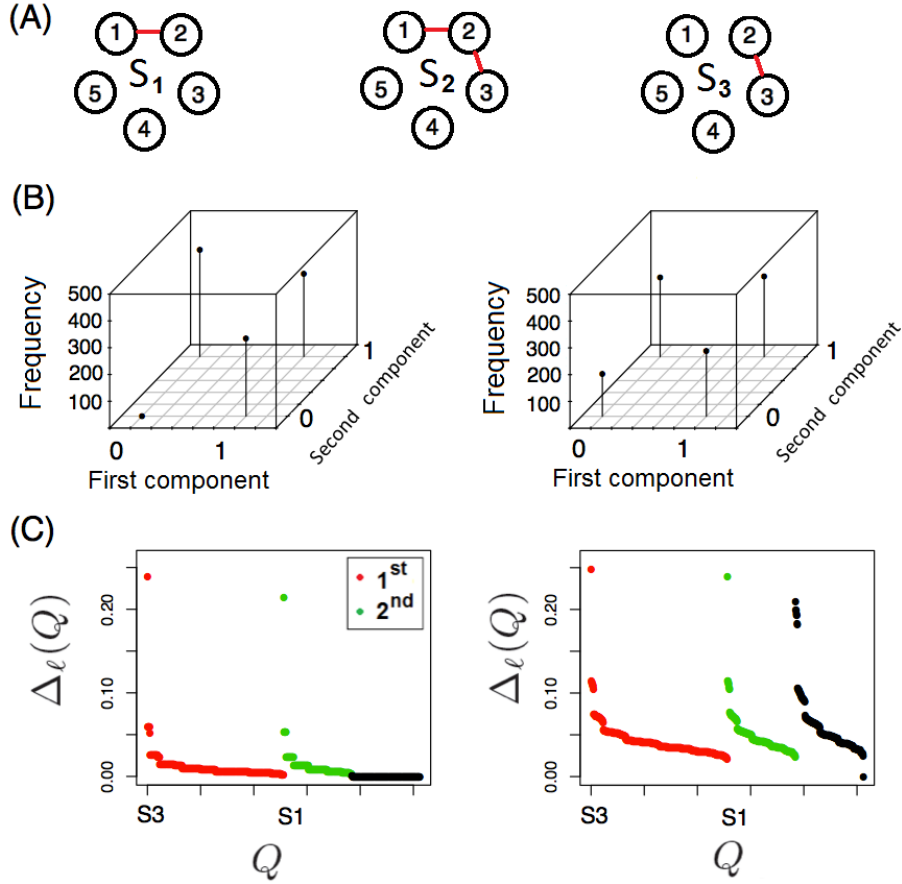 (A)
1 2 1 2 1 2
5 S1 3 5 S2 3 5 S3 3
4 4 4
(B)
Frequency
500
400
300
200
100
0 1
First component
0 1
Second component
Frequency
500
400
300
200
100
0 1
First component
0 1
Second component
(C)
Δℓ(Q)
0.20
0.10
0.00
1st
2nd
S3 S1
Q
Δℓ(Q)
0.20
0.10
0.00
S3 S1
Q